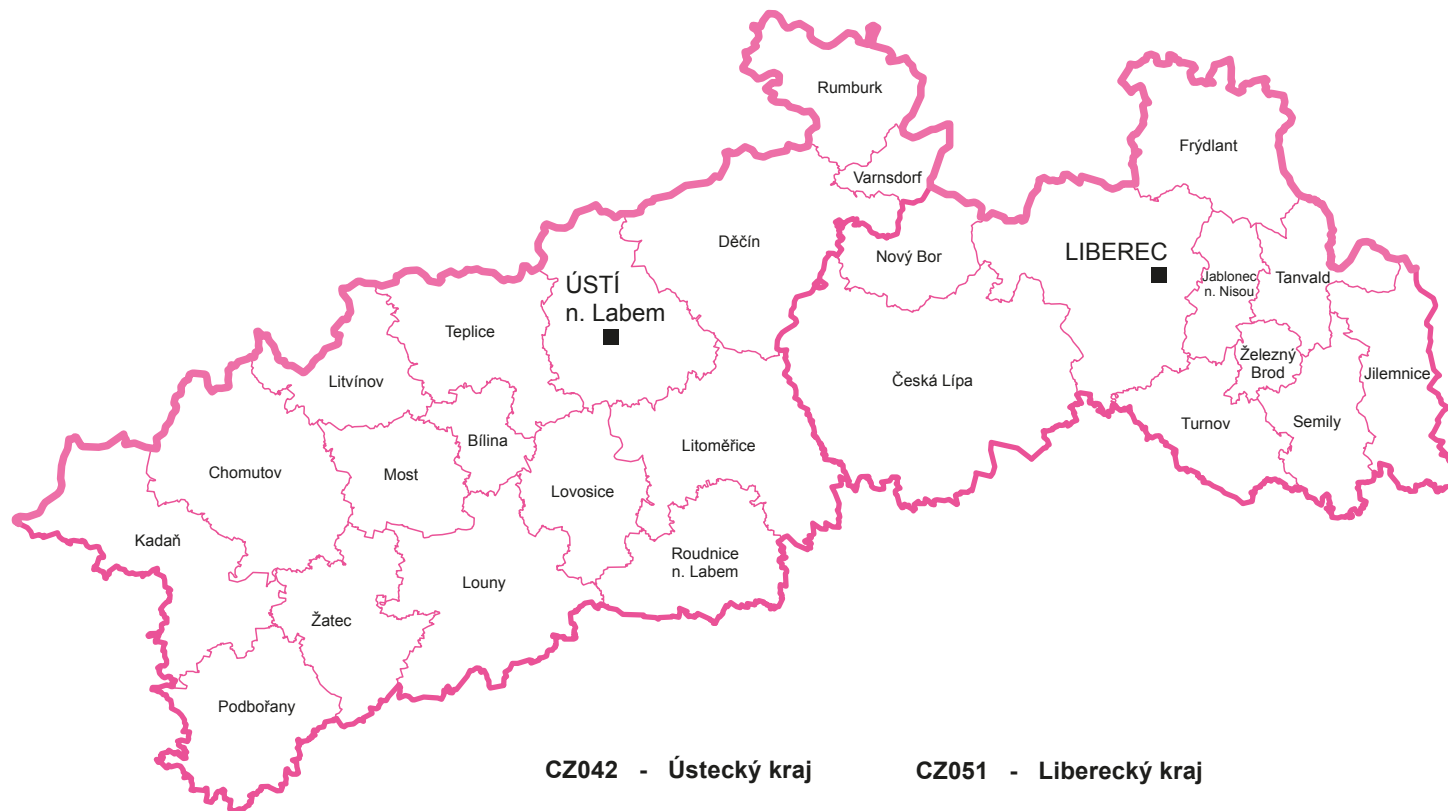 Rumburk
Frýdlant
Varnsdorf
Děčín
Nový Bor
LIBEREC
Jablonec
n. Nisou
Tanvald
ÚSTÍ
n. Labem
Teplice
Litvínov
Česká Lípa
Železný
Brod
Jilemnice
Turnov
Semily
Bílina
Litoměřice
Chomutov
Most
Lovosice
Kadaň
Roudnice
n. Labem
Louny
Žatec
Podbořany
CZ042 - Ústecký kraj
CZ051 - Liberecký kraj